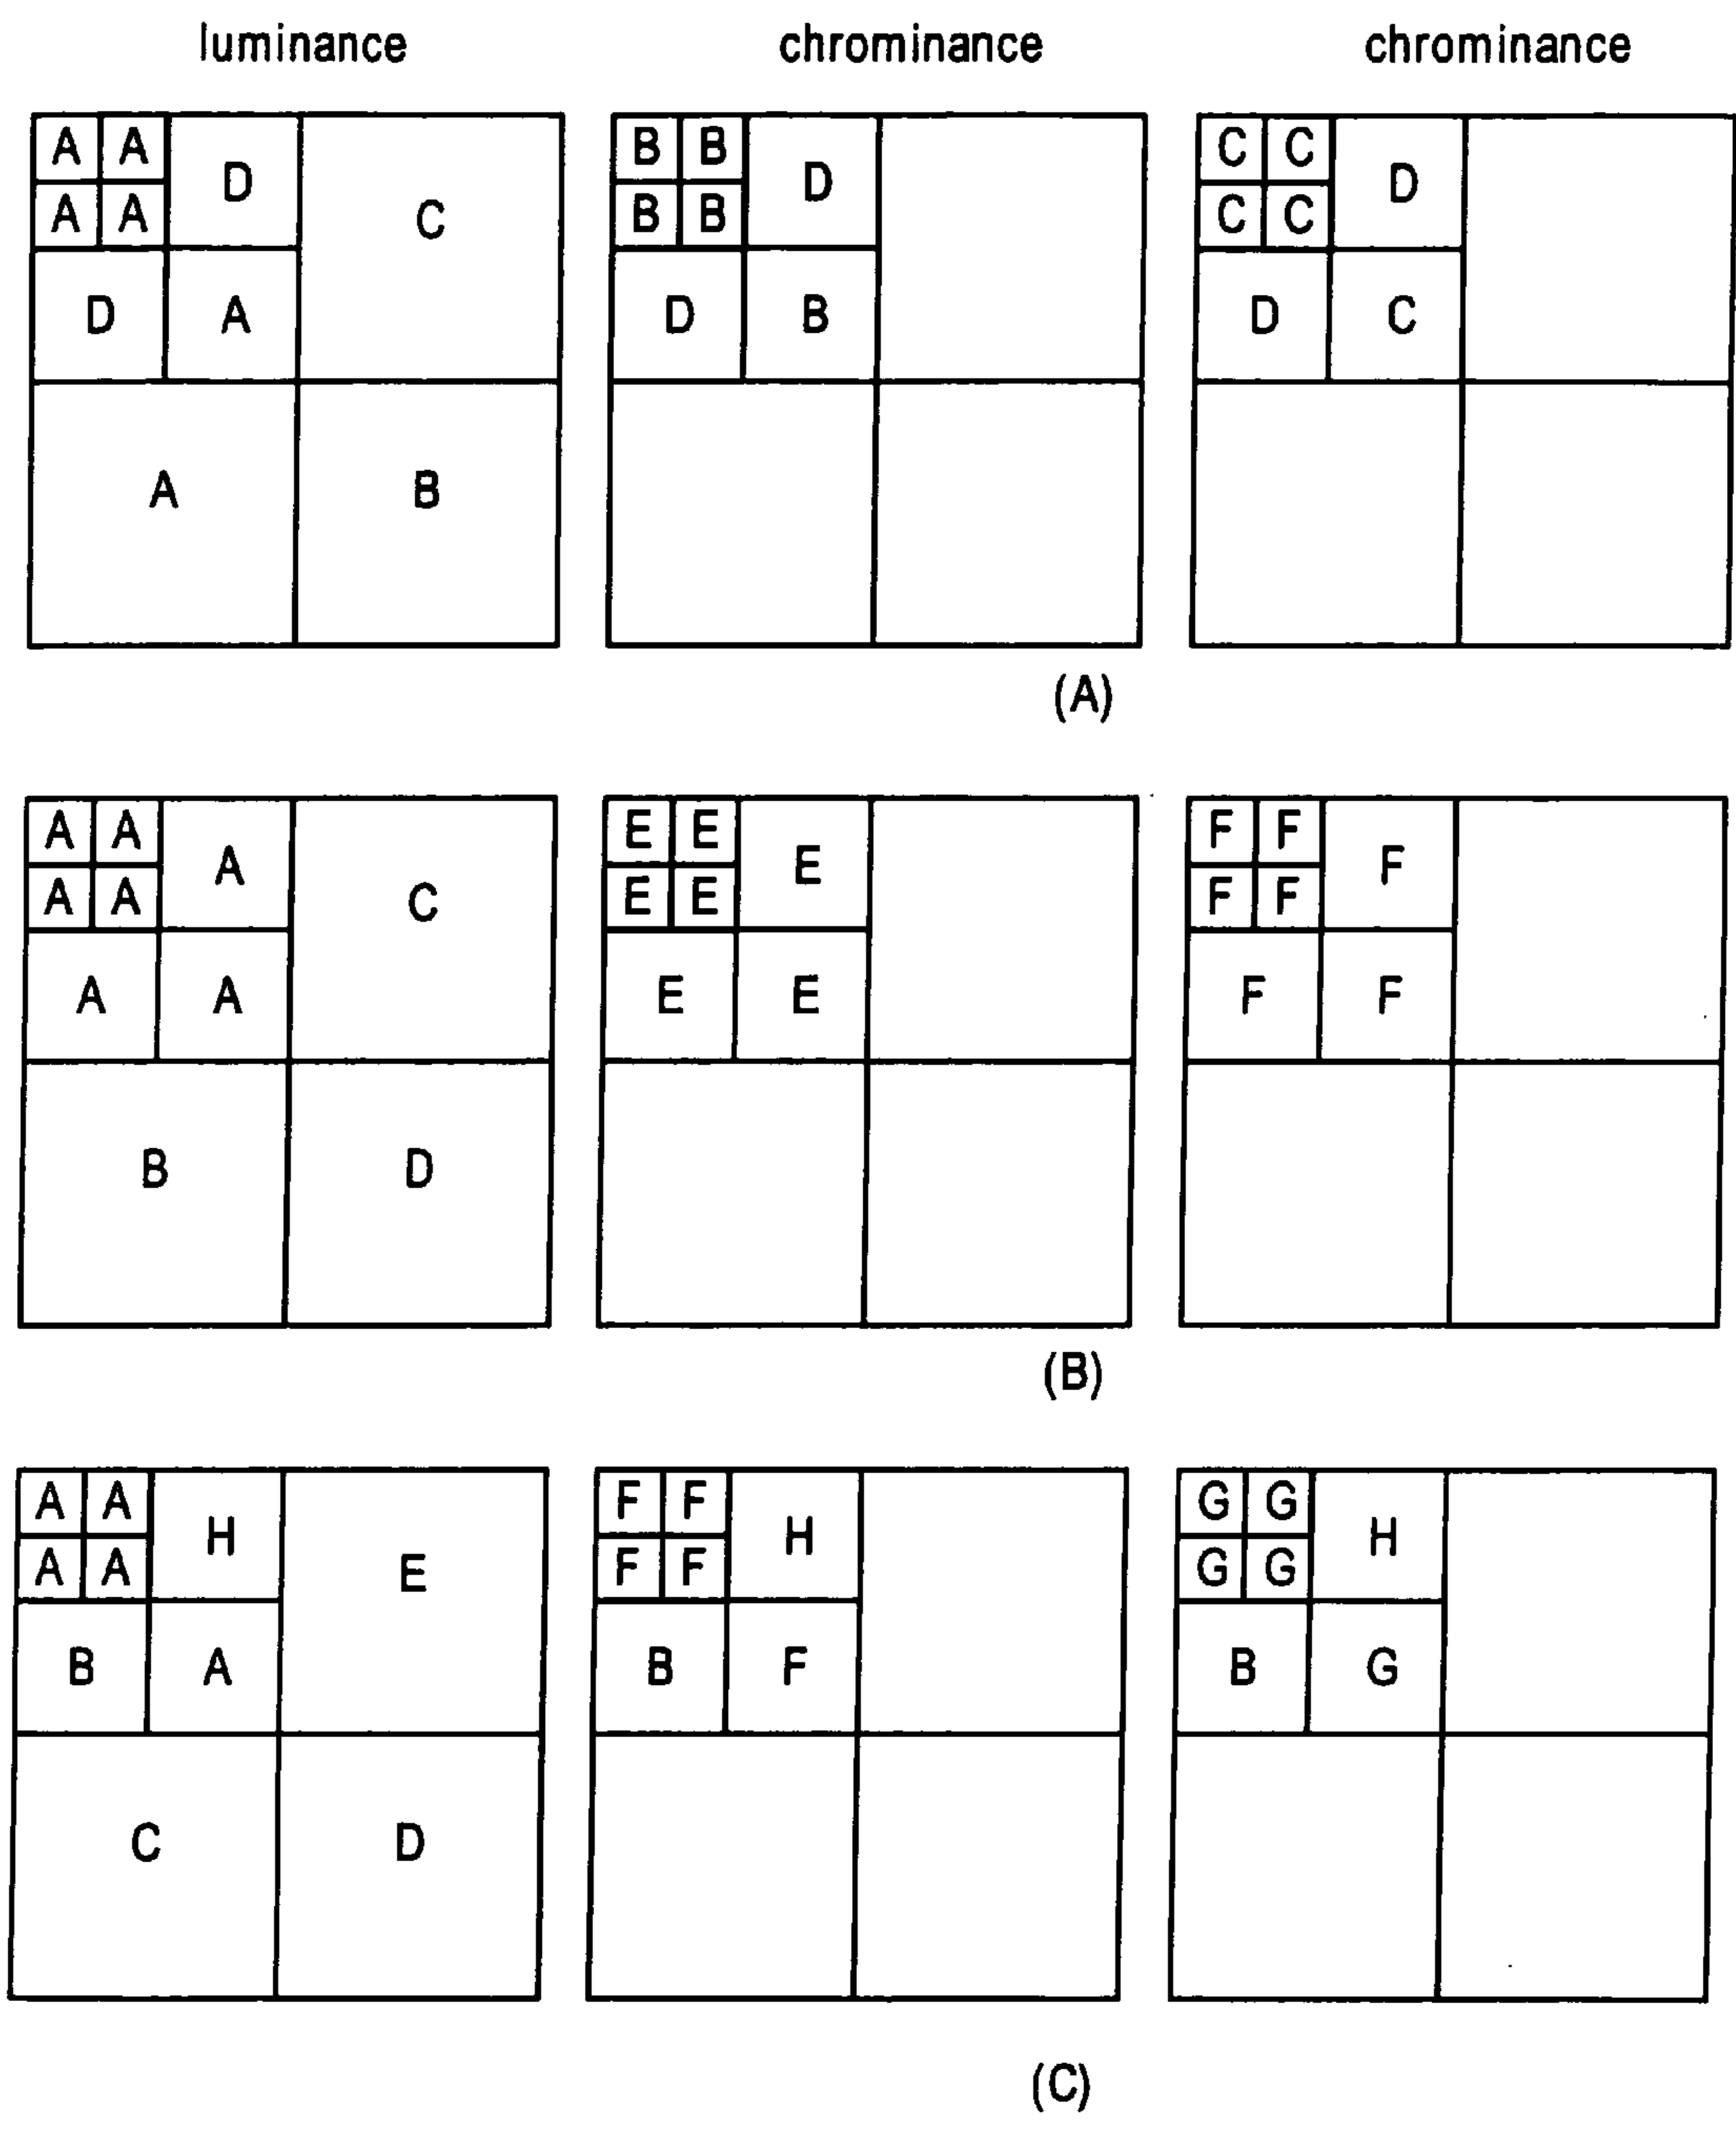 luminance chrominance chrominance
A A D C B B D C C D
A A B B C C
D A D B D C
A B
(A)
A A A C E E E F F F
A A E E F F
A A E E F F
B D
(B)
A A H E F F H G G H
A A F F G G
B A B F B G
C D
(C)